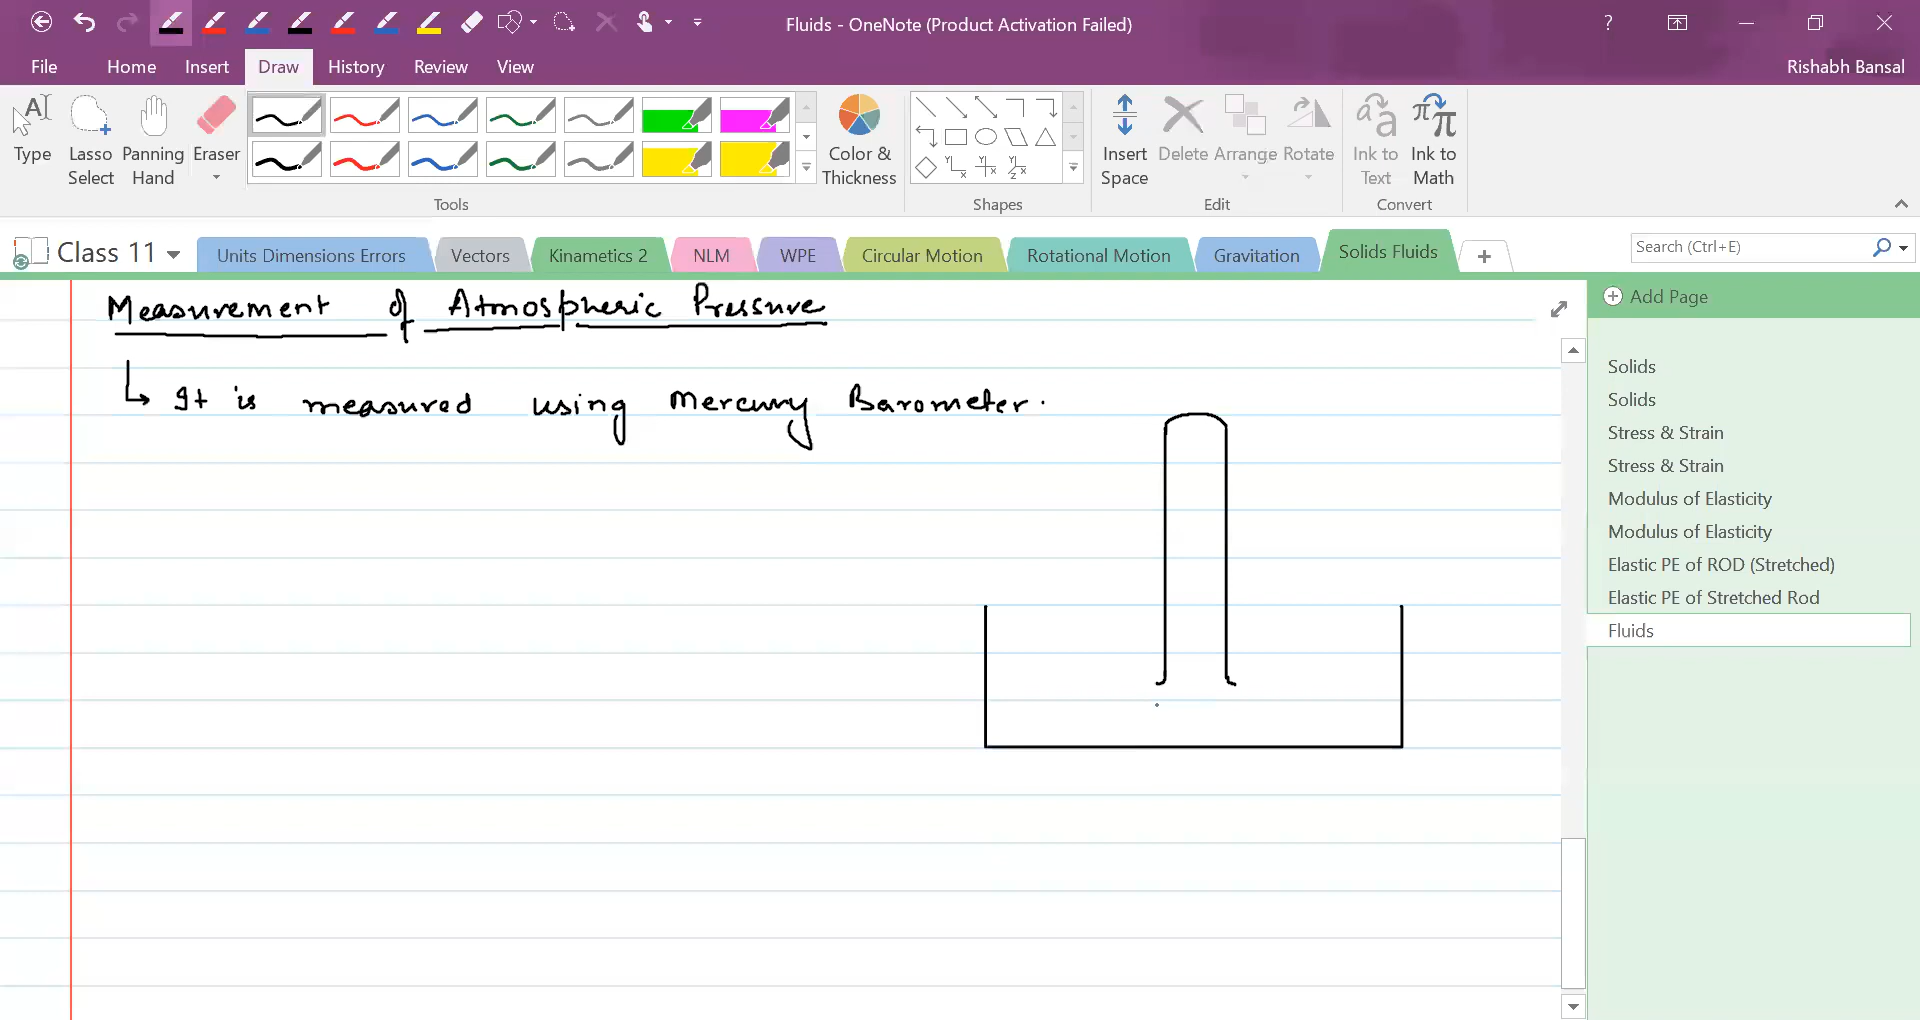 Fluids - OneNote (Product Activation Failed)
?
File Home Insert Draw History Review View
Rishabh Bansal
Type
Lasso Select
Panning Hand
Eraser
Color & Thickness
Insert Space
Delete
Arrange
Rotate
Ink to Text
Ink to Math
Tools
Shapes
Edit
Convert
Class 11
Units Dimensions Errors
Vectors
Kinametics 2
NLM
WPE
Circular Motion
Rotational Motion
Gravitation
Solids Fluids
Search (Ctrl+E)
Measurement of Atmospheric Pressure
It is measured using Mercury Barometer.
Add Page
Solids
Solids
Stress & Strain
Stress & Strain
Modulus of Elasticity
Modulus of Elasticity
Elastic PE of ROD (Stretched)
Elastic PE of Stretched Rod
Fluids